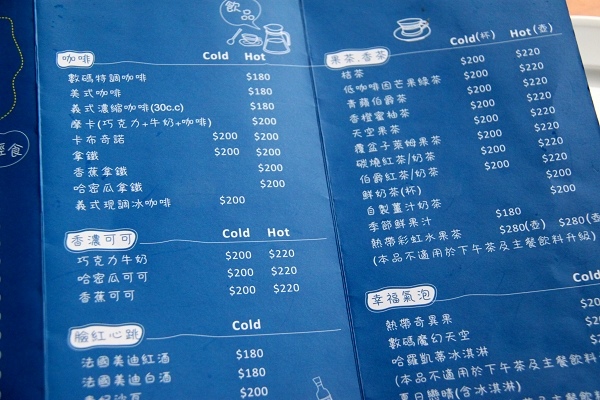 飲品
咖啡 Cold Hot
數碼特調咖啡 $180
美式咖啡 $180
義式濃縮咖啡(30c.c) $180
摩卡(巧克力+牛奶+咖啡) $200
卡布奇諾 $200 $200
拿鐵 $200 $200
香蕉拿鐵 $200
哈密瓜拿鐵 $200
義式現調冰咖啡 $200
香濃可可 Cold Hot
巧克力牛奶 $200 $220
哈密瓜可可 $200 $220
香蕉可可 $200 $220
臉紅心跳 Cold
法國美迪紅酒 $180
法國美迪白酒 $180
$200
果茶.香茶 Cold(杯) Hot(壺)
桔茶 $200 $220
低咖啡因芒果綠茶 $200 $220
青蘋伯爵茶 $200 $220
香橙蜜柚茶 $200 $220
天空果茶 $200 $220
覆盆子萊姆果茶 $200 $220
碳燒紅茶/奶茶 $200 $220
伯爵紅茶/奶茶 $200 $220
鮮奶茶(杯) $200
自製薑汁奶茶 $220
季節鮮果汁 $180
熱帶彩虹水果茶 $280(壺) $280(壺
(本品不適用於下午茶及主餐飲料升級)
幸福氣泡
熱帶奇異果
數碼魔幻天空
哈羅凱蒂冰淇淋
(本品不適用於下午茶及主餐飲料
夏日戀晴(含冰淇淋)
輕食